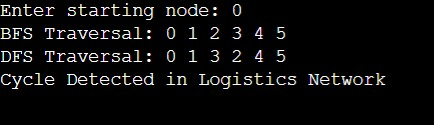 Enter starting node: 0
BFS Traversal: 0 1 2 3 4 5
DFS Traversal: 0 1 3 2 4 5
Cycle Detected in Logistics Network